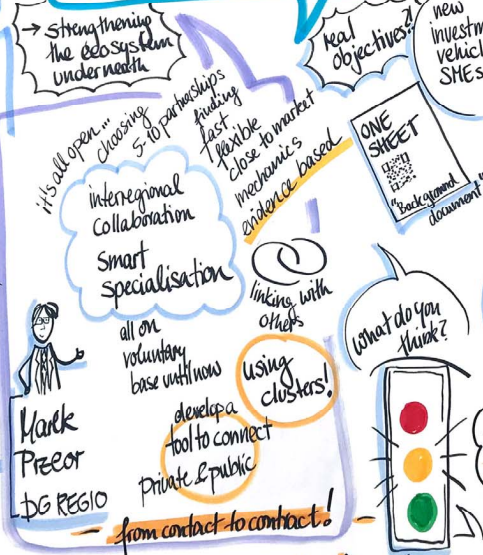 → strengthening
the ecosystem
underneath
real
objectives?!
new
investm
vehicl
SMEs
it's all open...
choosing
5-10 partnerships
finding
fast
flexible
close to market
mechanics
evidence based
ONE
SHEET
"Background
document"
interregional
Collaboration
Smart
Specialisation
linking with
others
what do you
think?
all on
voluntary
base until now
using
clusters!
develop a
tool to connect
private & public
Marek
Przeor
DG REGIO
from contact to contract!